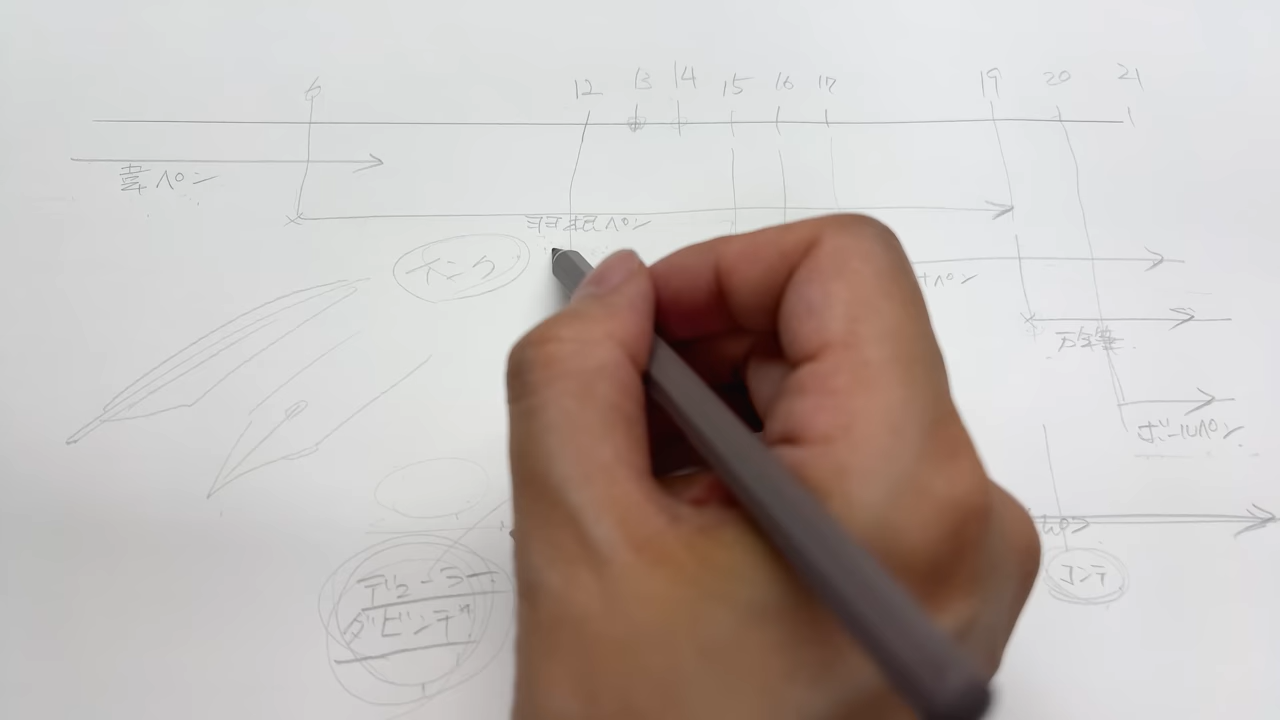 6 12 13 14 15 16 17 19 20 21
葦ペン
羽根ペン
インク
ペン
万年筆
ボールペン
コンテ
デューラー
ダビンチ